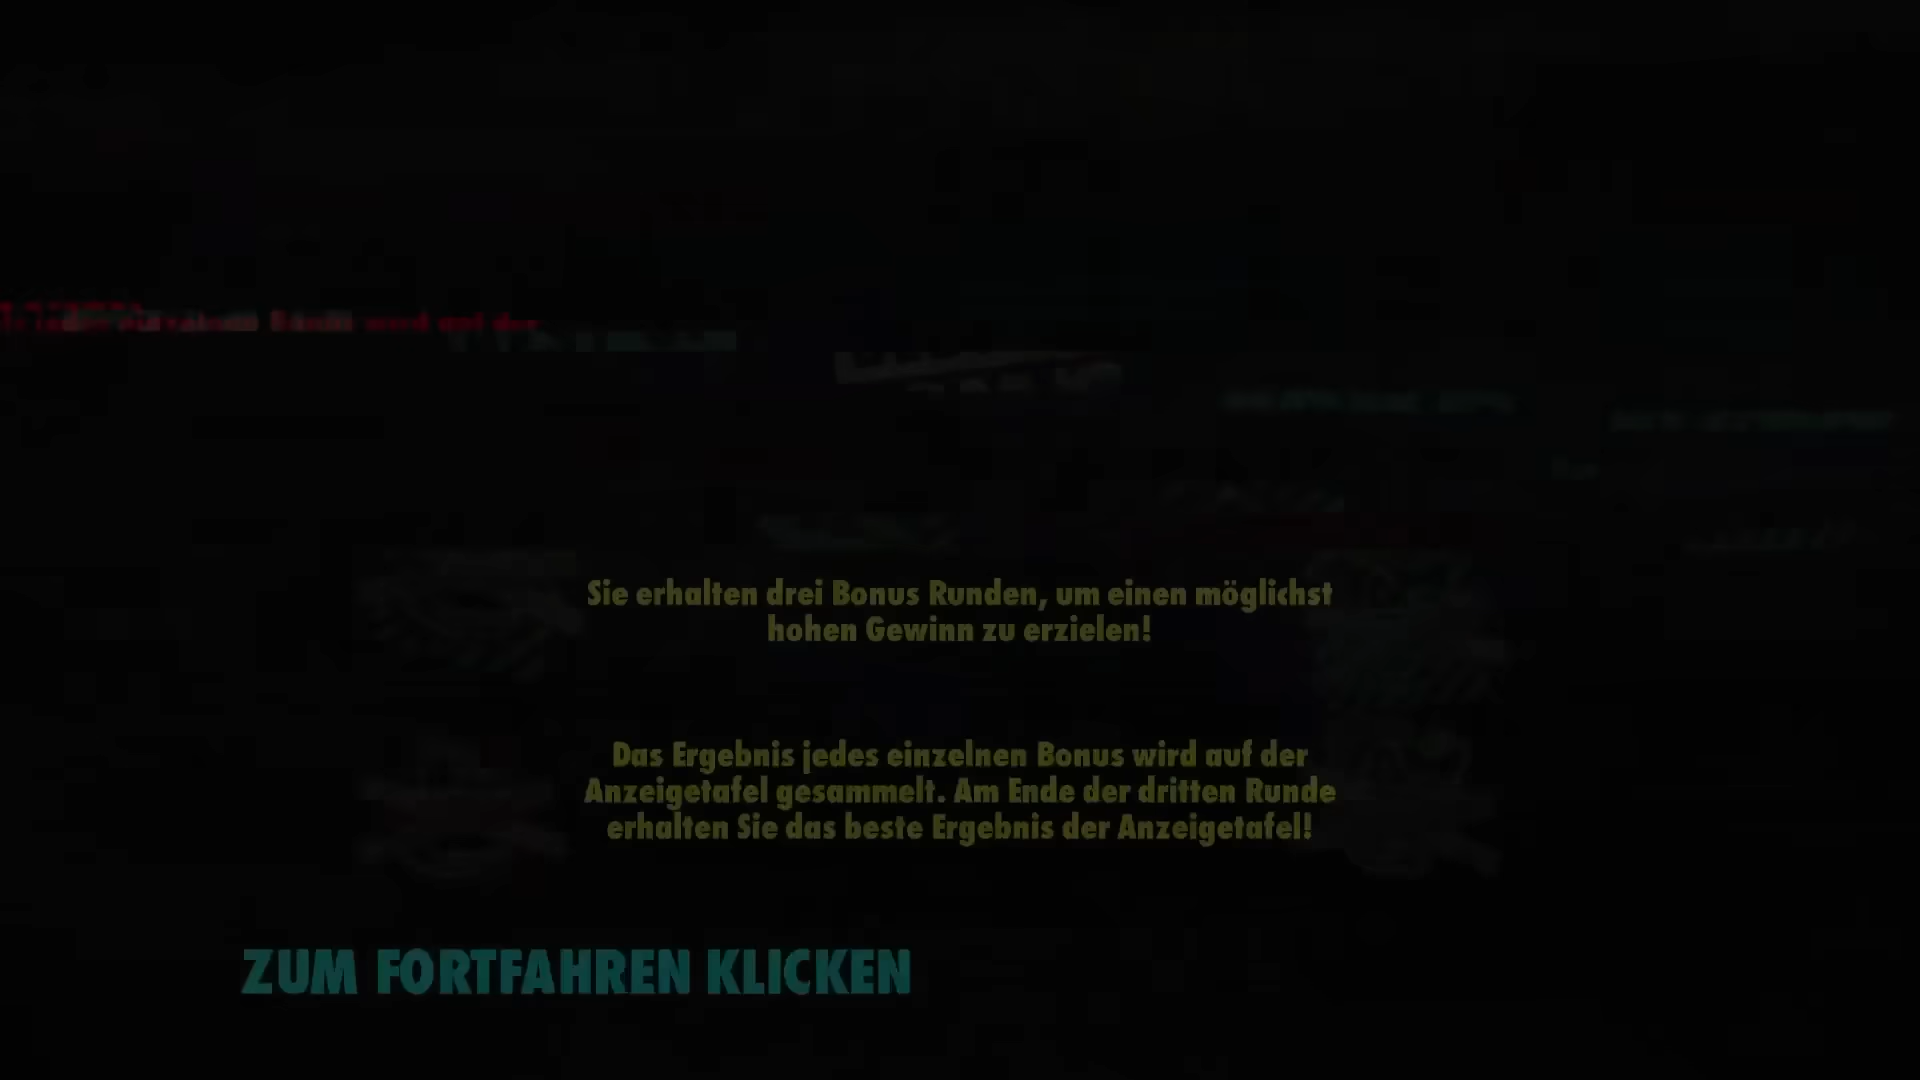 Sie erhalten drei Bonus Runden, um einen möglichst
hohen Gewinn zu erzielen!
Das Ergebnis jedes einzelnen Bonus wird auf der
Anzeigetafel gesammelt. Am Ende der dritten Runde
erhalten Sie das beste Ergebnis der Anzeigetafel!
ZUM FORTFAHREN KLICKEN